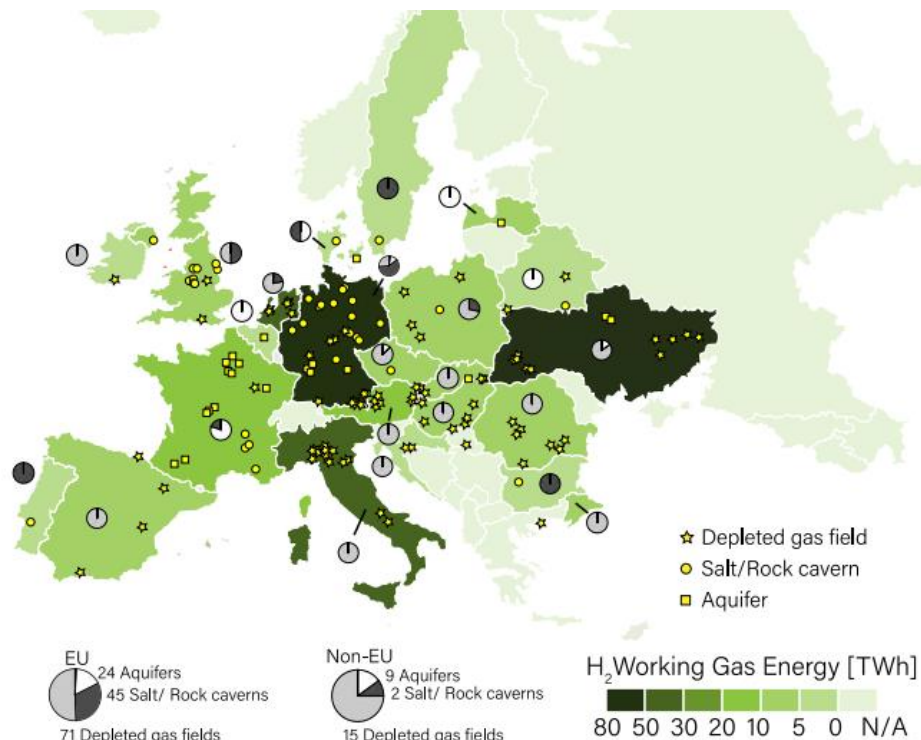 Depleted gas field
Salt/Rock cavern
Aquifer
EU
24 Aquifers
45 Salt/ Rock caverns
71 Depleted gas fields
Non-EU
9 Aquifers
2 Salt/ Rock caverns
15 Depleted gas fields
H₂Working Gas Energy [TWh]
80 50 30 20 10 5 0 N/A